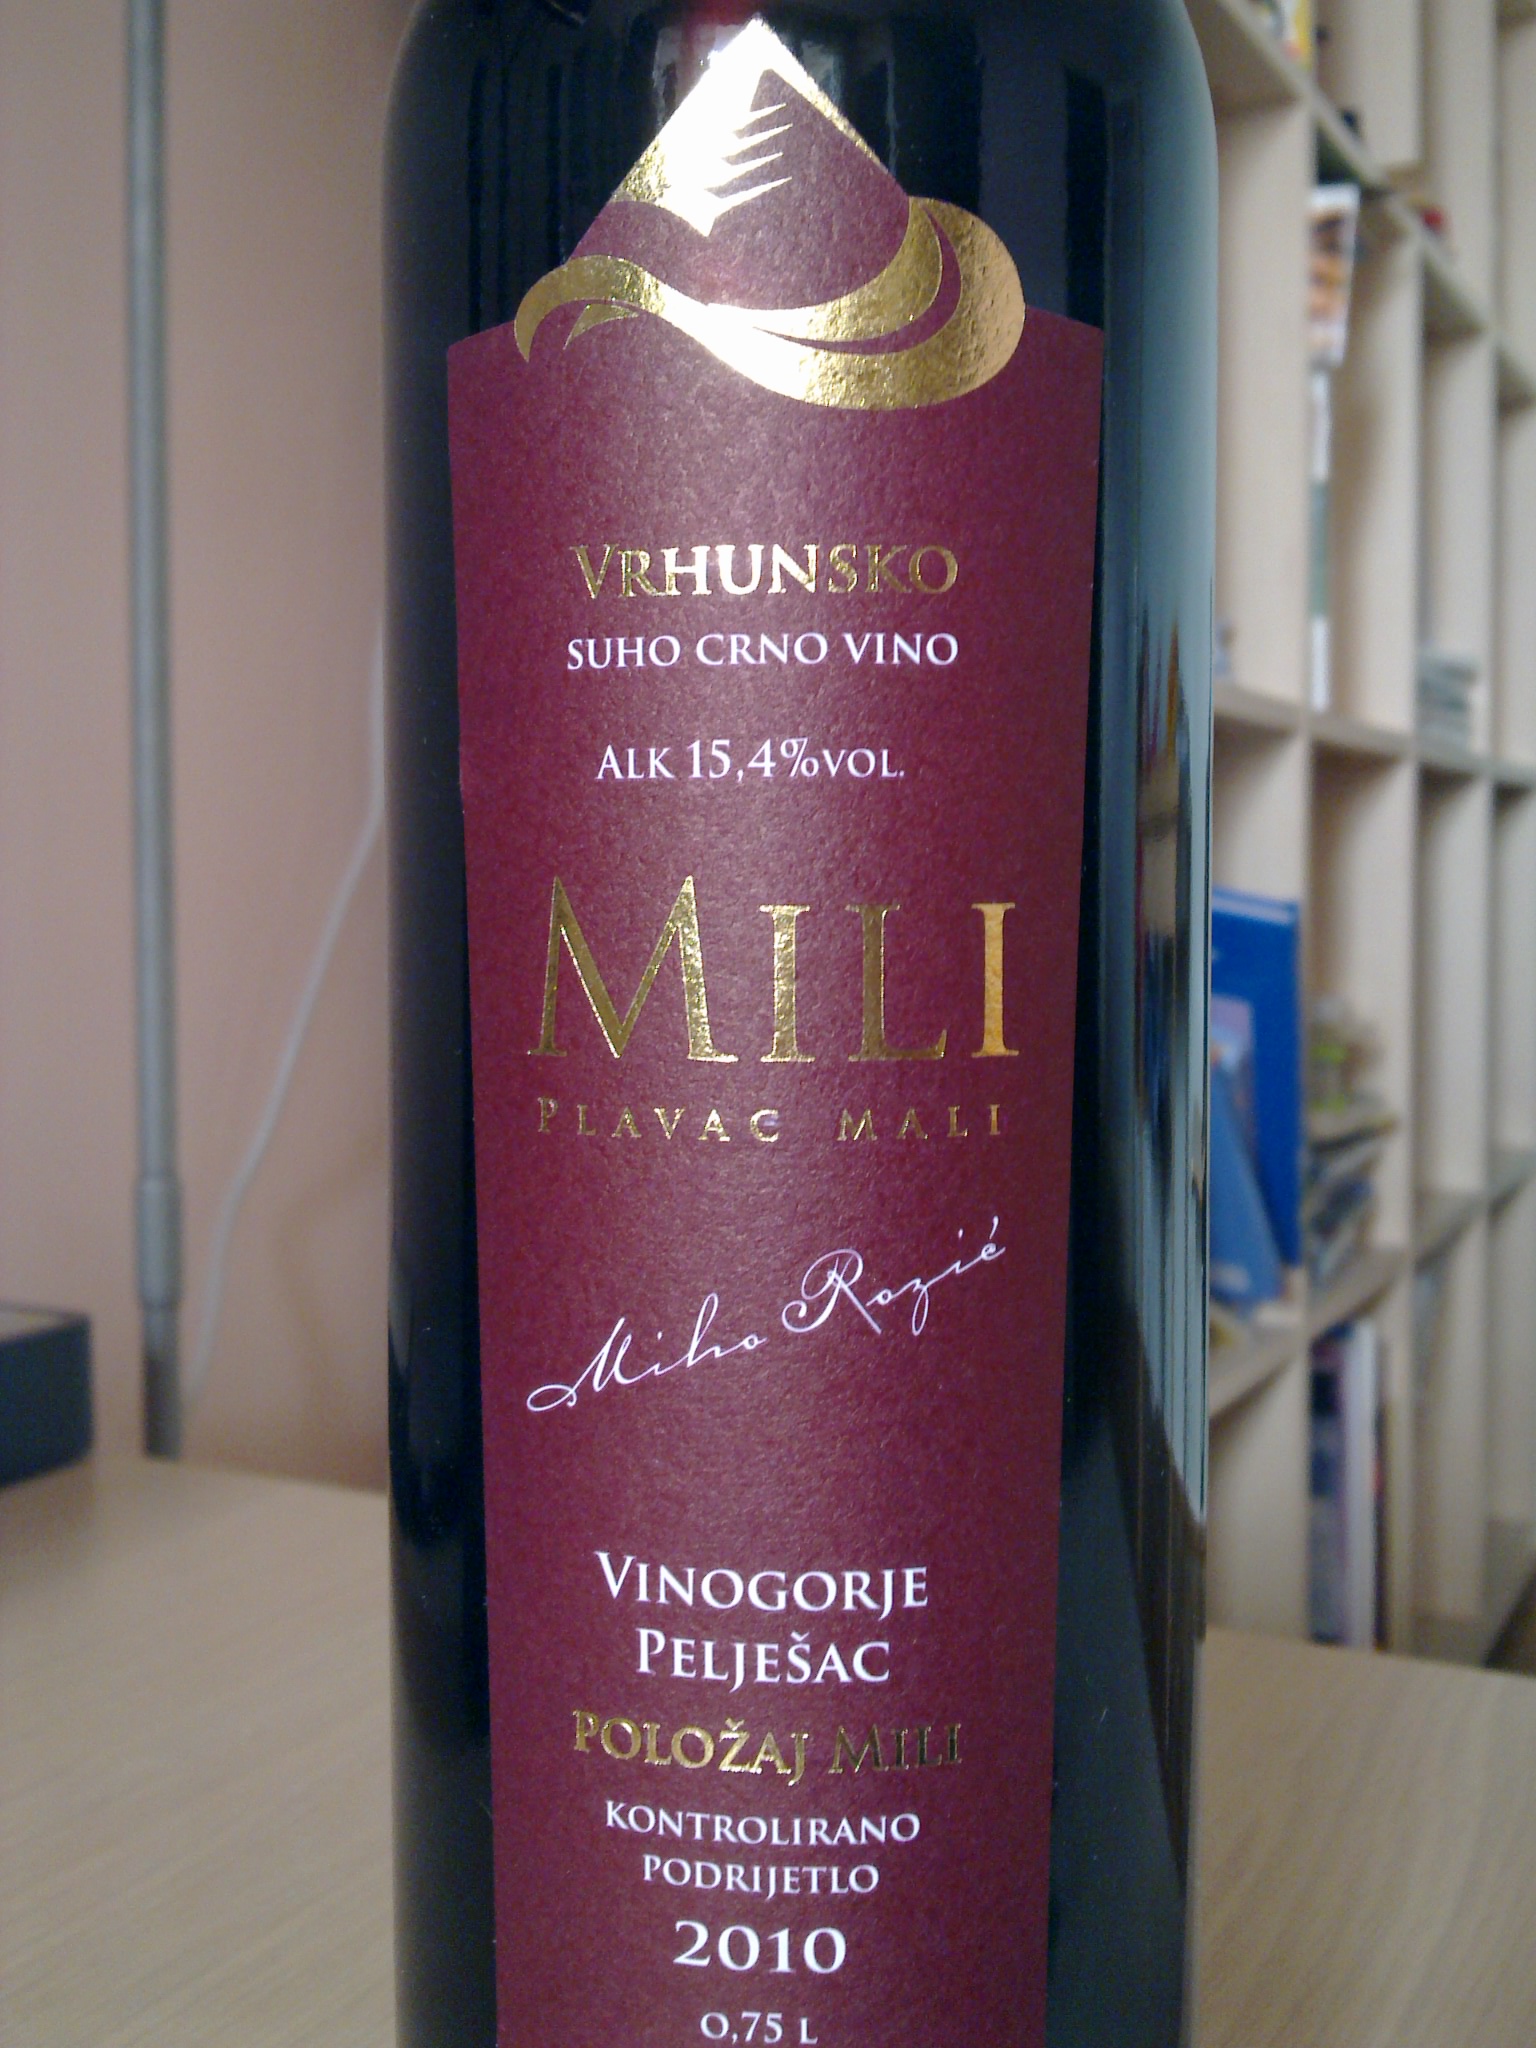 VRHUNSKO
SUHO CRNO VINO
ALK 15,4%VOL.
MILI
PLAVAC MALI
Miho Rozić
VINOGORJE
PELJEŠAC
POLOŽAJ MILI
KONTROLIRANO
PODRIJETLO
2010
0,75 L